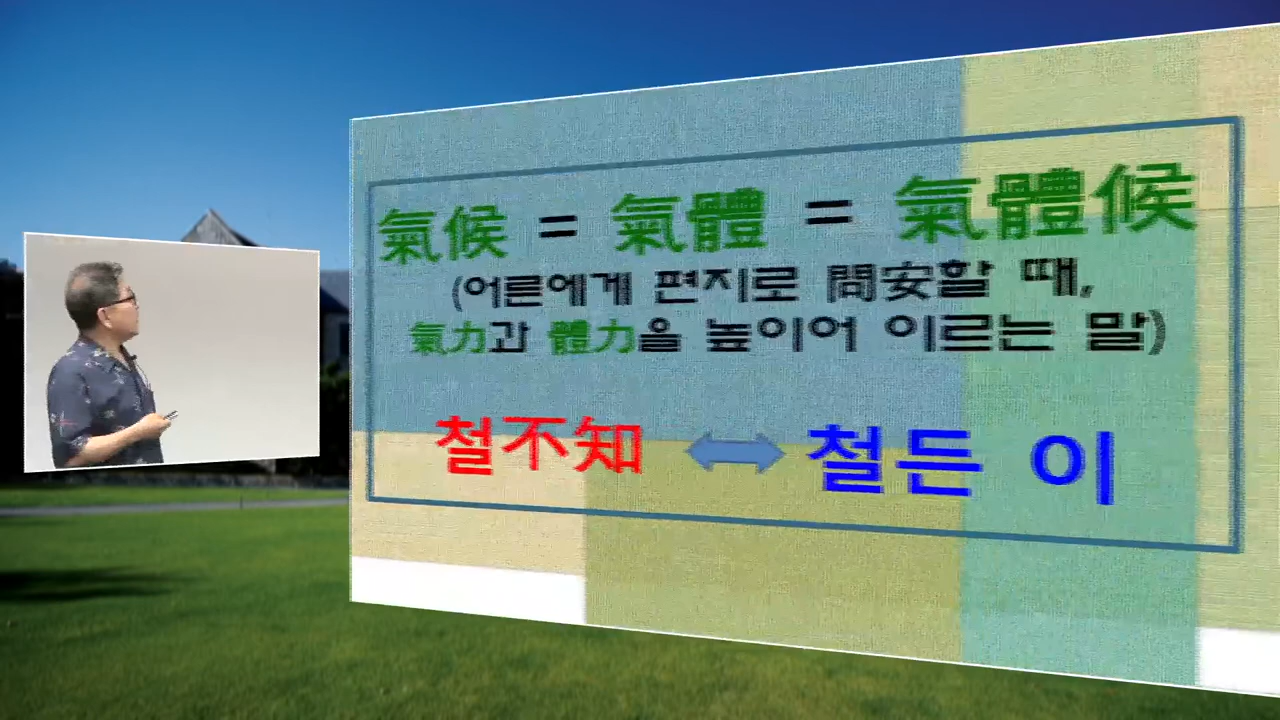 氣候 = 氣體 = 氣體候
(어른에게 편지로 問安할 때,
氣力과 體力을 높이어 이르는 말)
철不知 ↔ 철든 이